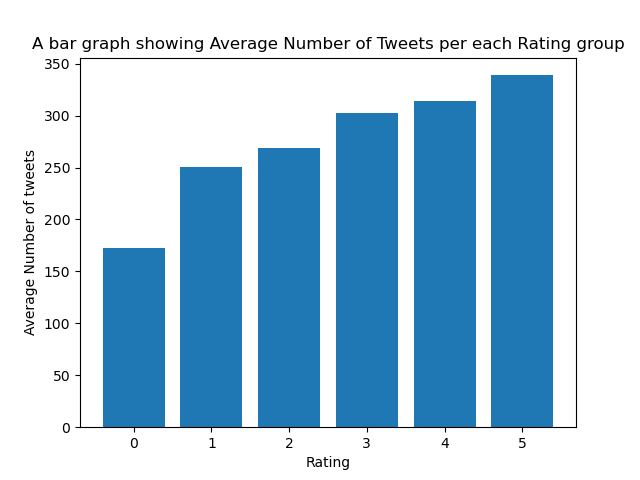 A bar graph showing Average Number of Tweets per each Rating group
350
300
250
200
150
100
50
0
Average Number of tweets
0 1 2 3 4 5
Rating